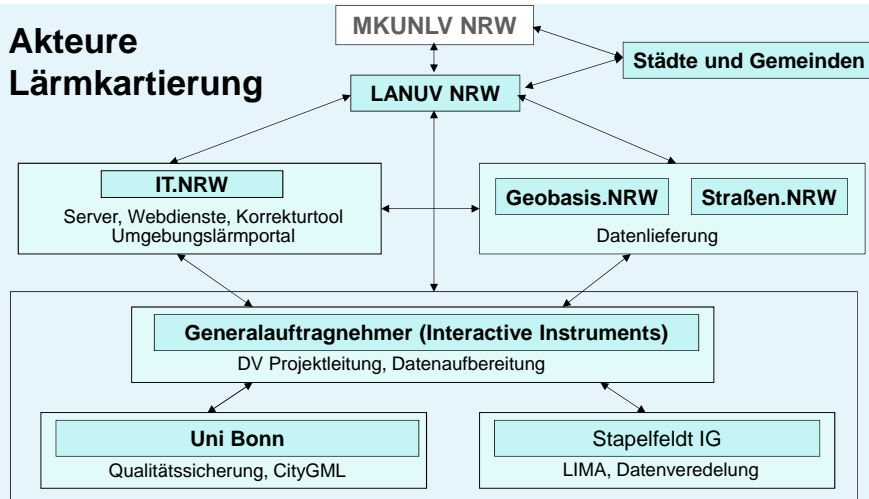 Akteure
Lärmkartierung
MKUNLV NRW
Städte und Gemeinden
LANUV NRW
IT.NRW
Server, Webdienste, Korrekturtool
Umgebungslärmportal
Geobasis.NRW
Straßen.NRW
Datenlieferung
Generalauftragnehmer (Interactive Instruments)
DV Projektleitung, Datenaufbereitung
Uni Bonn
Qualitätssicherung, CityGML
Stapelfeldt IG
LIMA, Datenveredelung